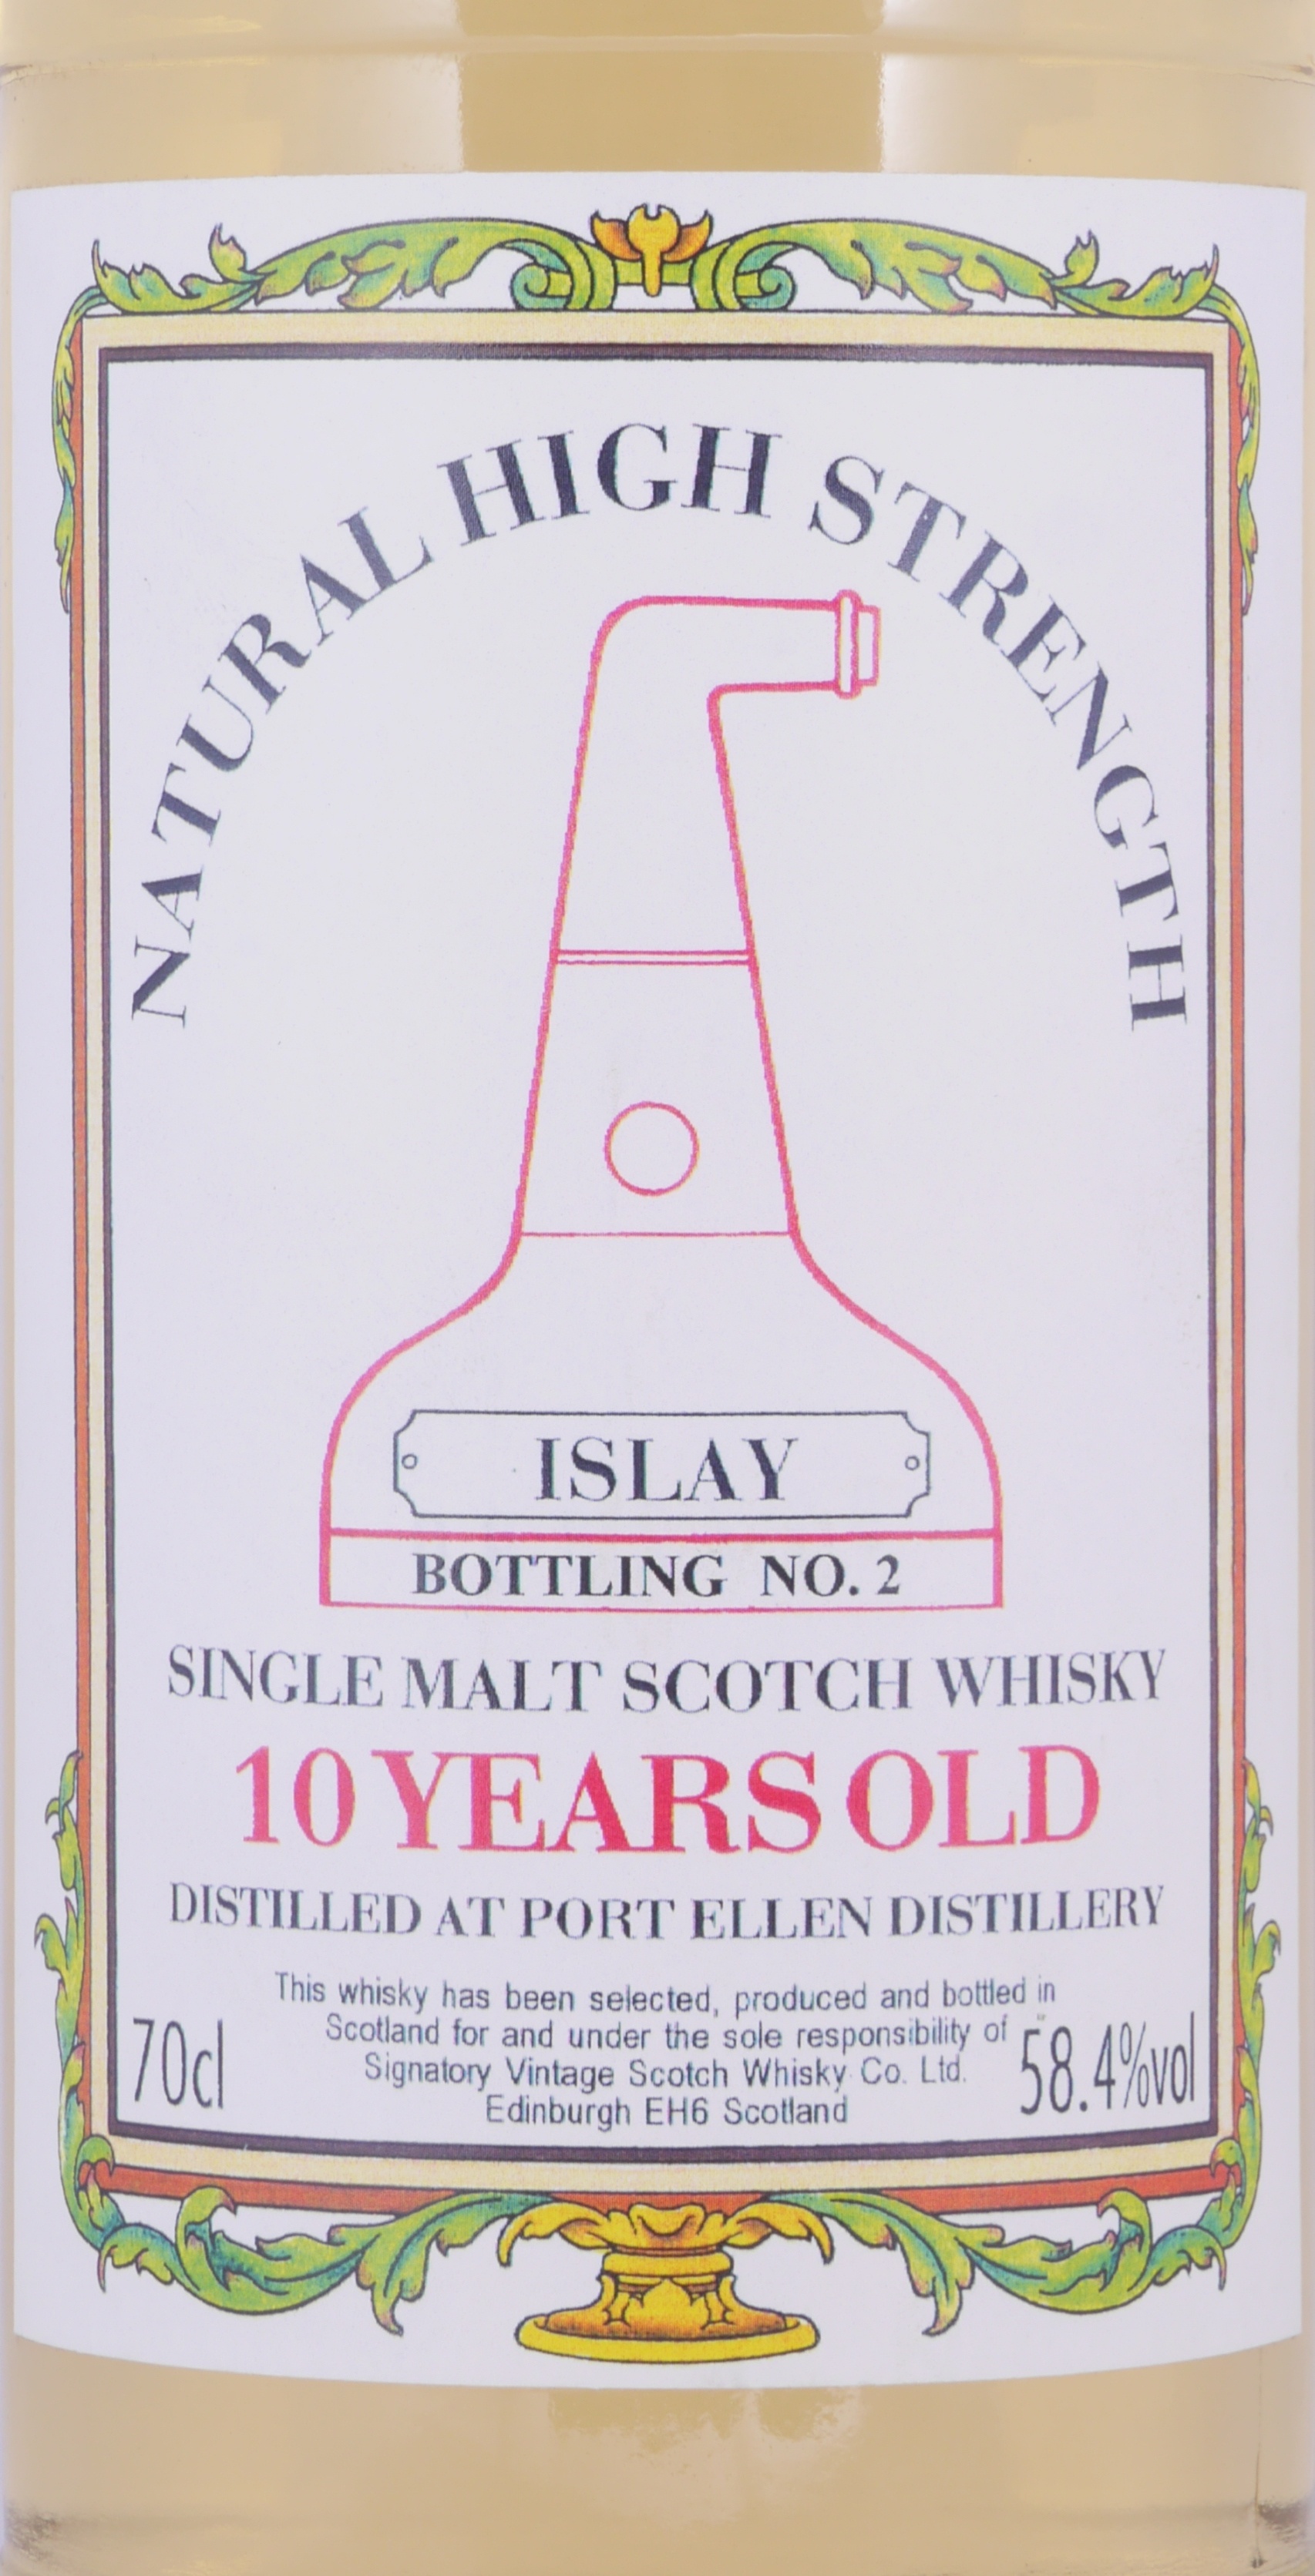 NATURAL HIGH STRENGTH
ISLAY
BOTTLING NO. 2
SINGLE MALT SCOTCH WHISKY
10 YEARS OLD
DISTILLED AT PORT ELLEN DISTILLERY
This whisky has been selected, produced and bottled in
Scotland for and under the sole responsibility of
Signatory Vintage Scotch Whisky Co. Ltd.
Edinburgh EH6 Scotland
70cl
58.4%vol